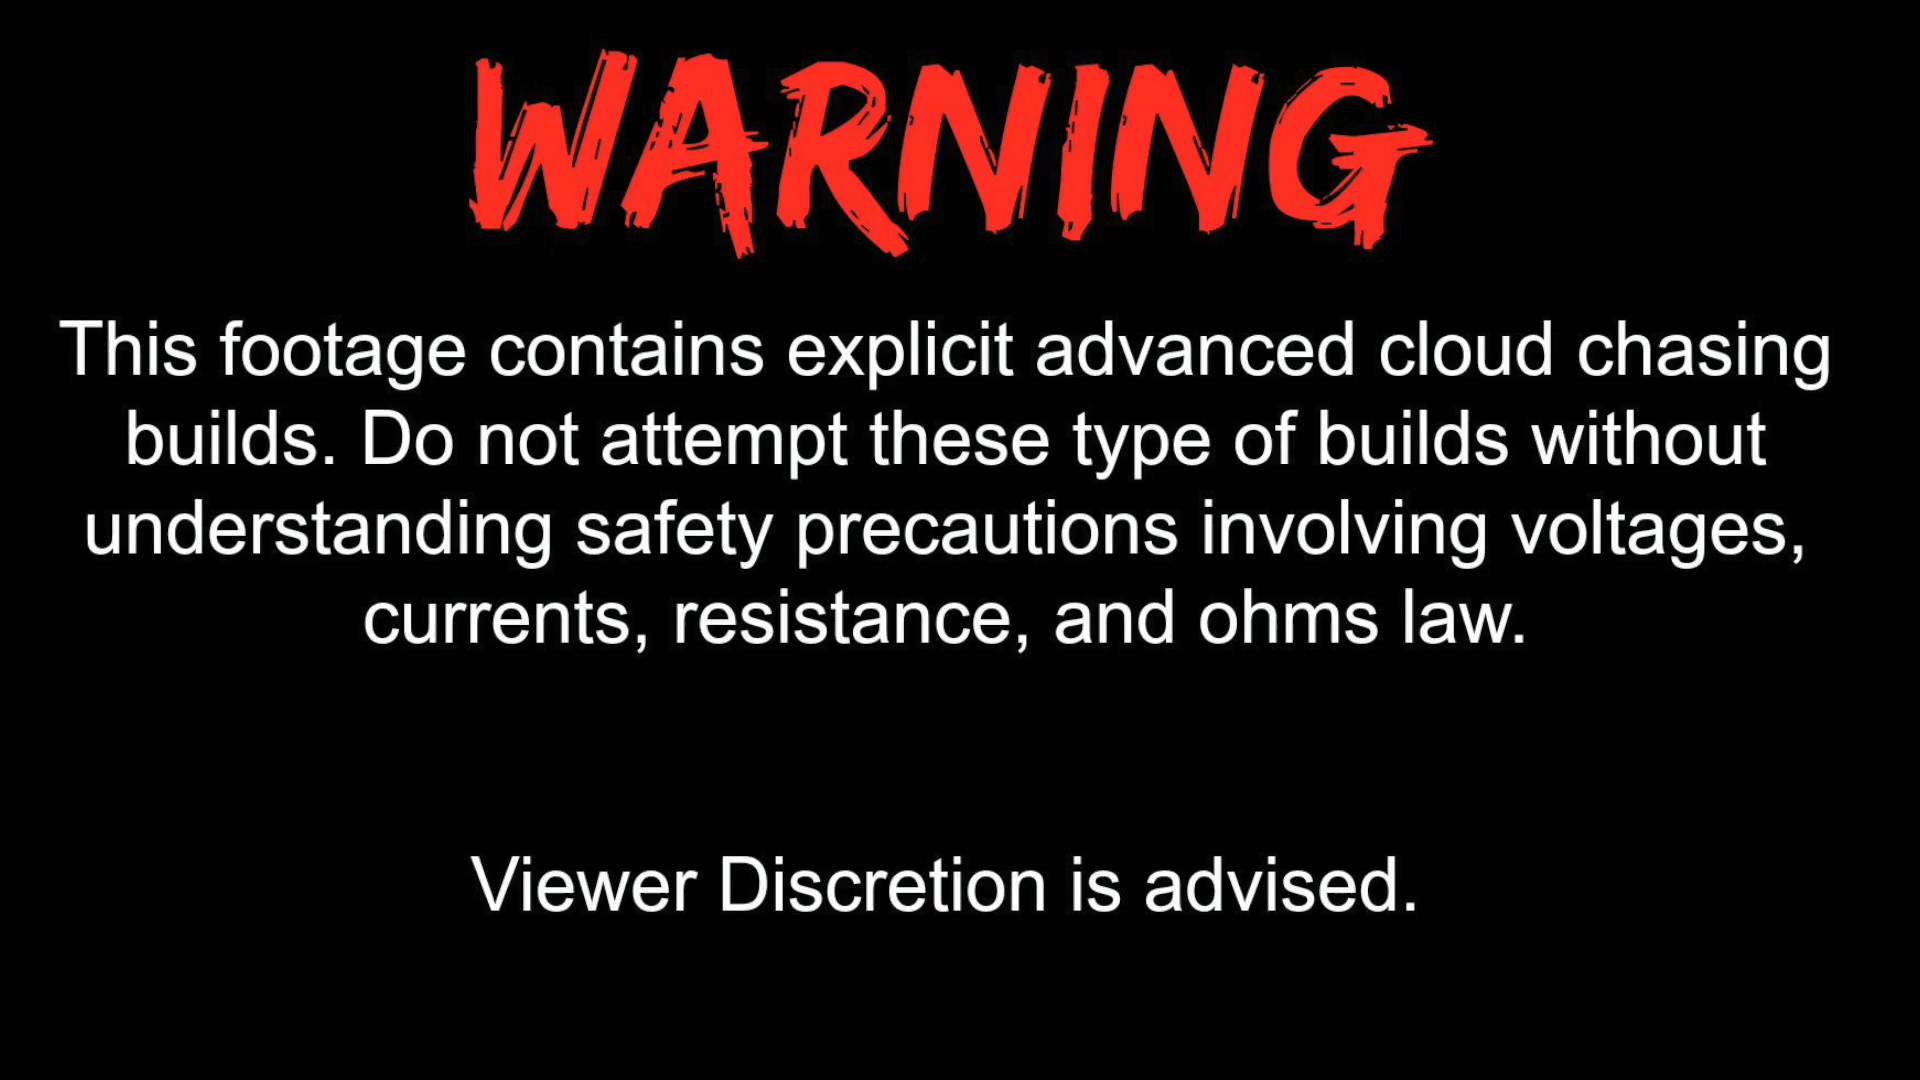 WARNING
This footage contains explicit advanced cloud chasing
builds. Do not attempt these type of builds without
understanding safety precautions involving voltages,
currents, resistance, and ohms law.
Viewer Discretion is advised.